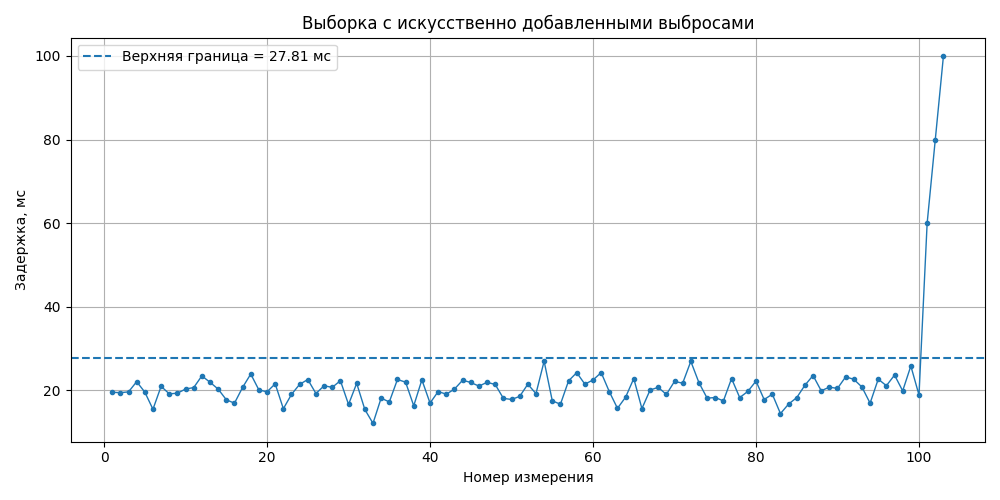 Выборка с искусственно добавленными выбросами
Верхняя граница = 27.81 мс
Задержка, мс
100
80
60
40
20
0
20
40
60
80
100
Номер измерения